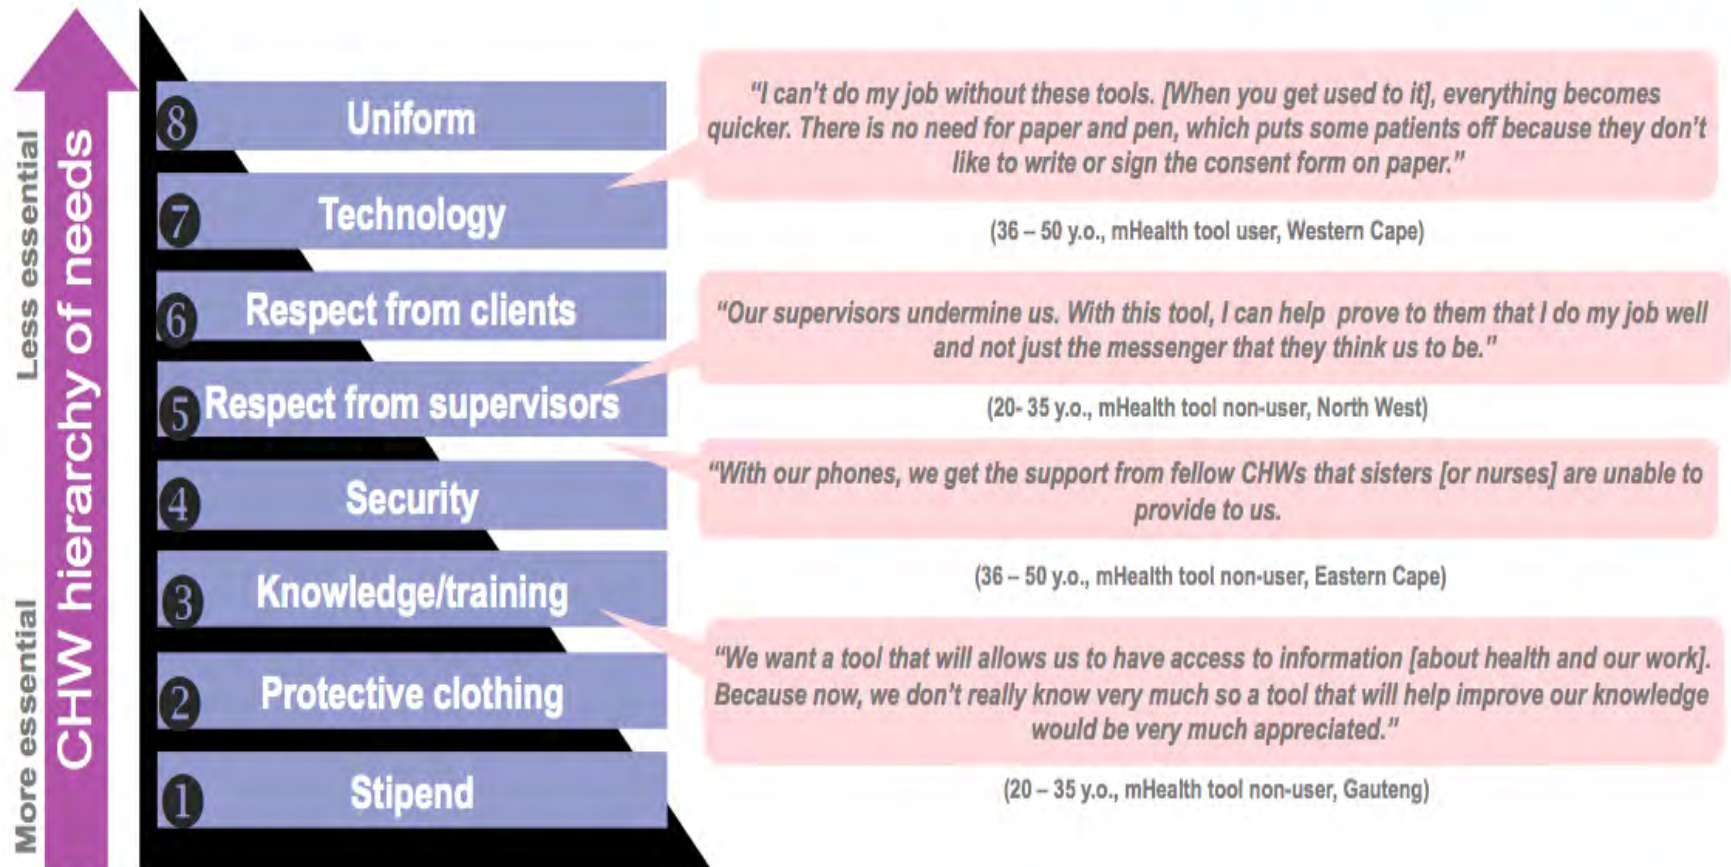 Less essential
More essential
CHW hierarchy of needs
8 Uniform
7 Technology
6 Respect from clients
5 Respect from supervisors
4 Security
3 Knowledge/training
2 Protective clothing
1 Stipend
“I can’t do my job without these tools. [When you get used to it], everything becomes
quicker. There is no need for paper and pen, which puts some patients off because they don’t
like to write or sign the consent form on paper.”
(36 – 50 y.o., mHealth tool user, Western Cape)
“Our supervisors undermine us. With this tool, I can help prove to them that I do my job well
and not just the messenger that they think us to be.”
(20- 35 y.o., mHealth tool non-user, North West)
“With our phones, we get the support from fellow CHWs that sisters [or nurses] are unable to
provide to us.
(36 – 50 y.o., mHealth tool non-user, Eastern Cape)
“We want a tool that will allows us to have access to information [about health and our work].
Because now, we don’t really know very much so a tool that will help improve our knowledge
would be very much appreciated.”
(20 – 35 y.o., mHealth tool non-user, Gauteng)